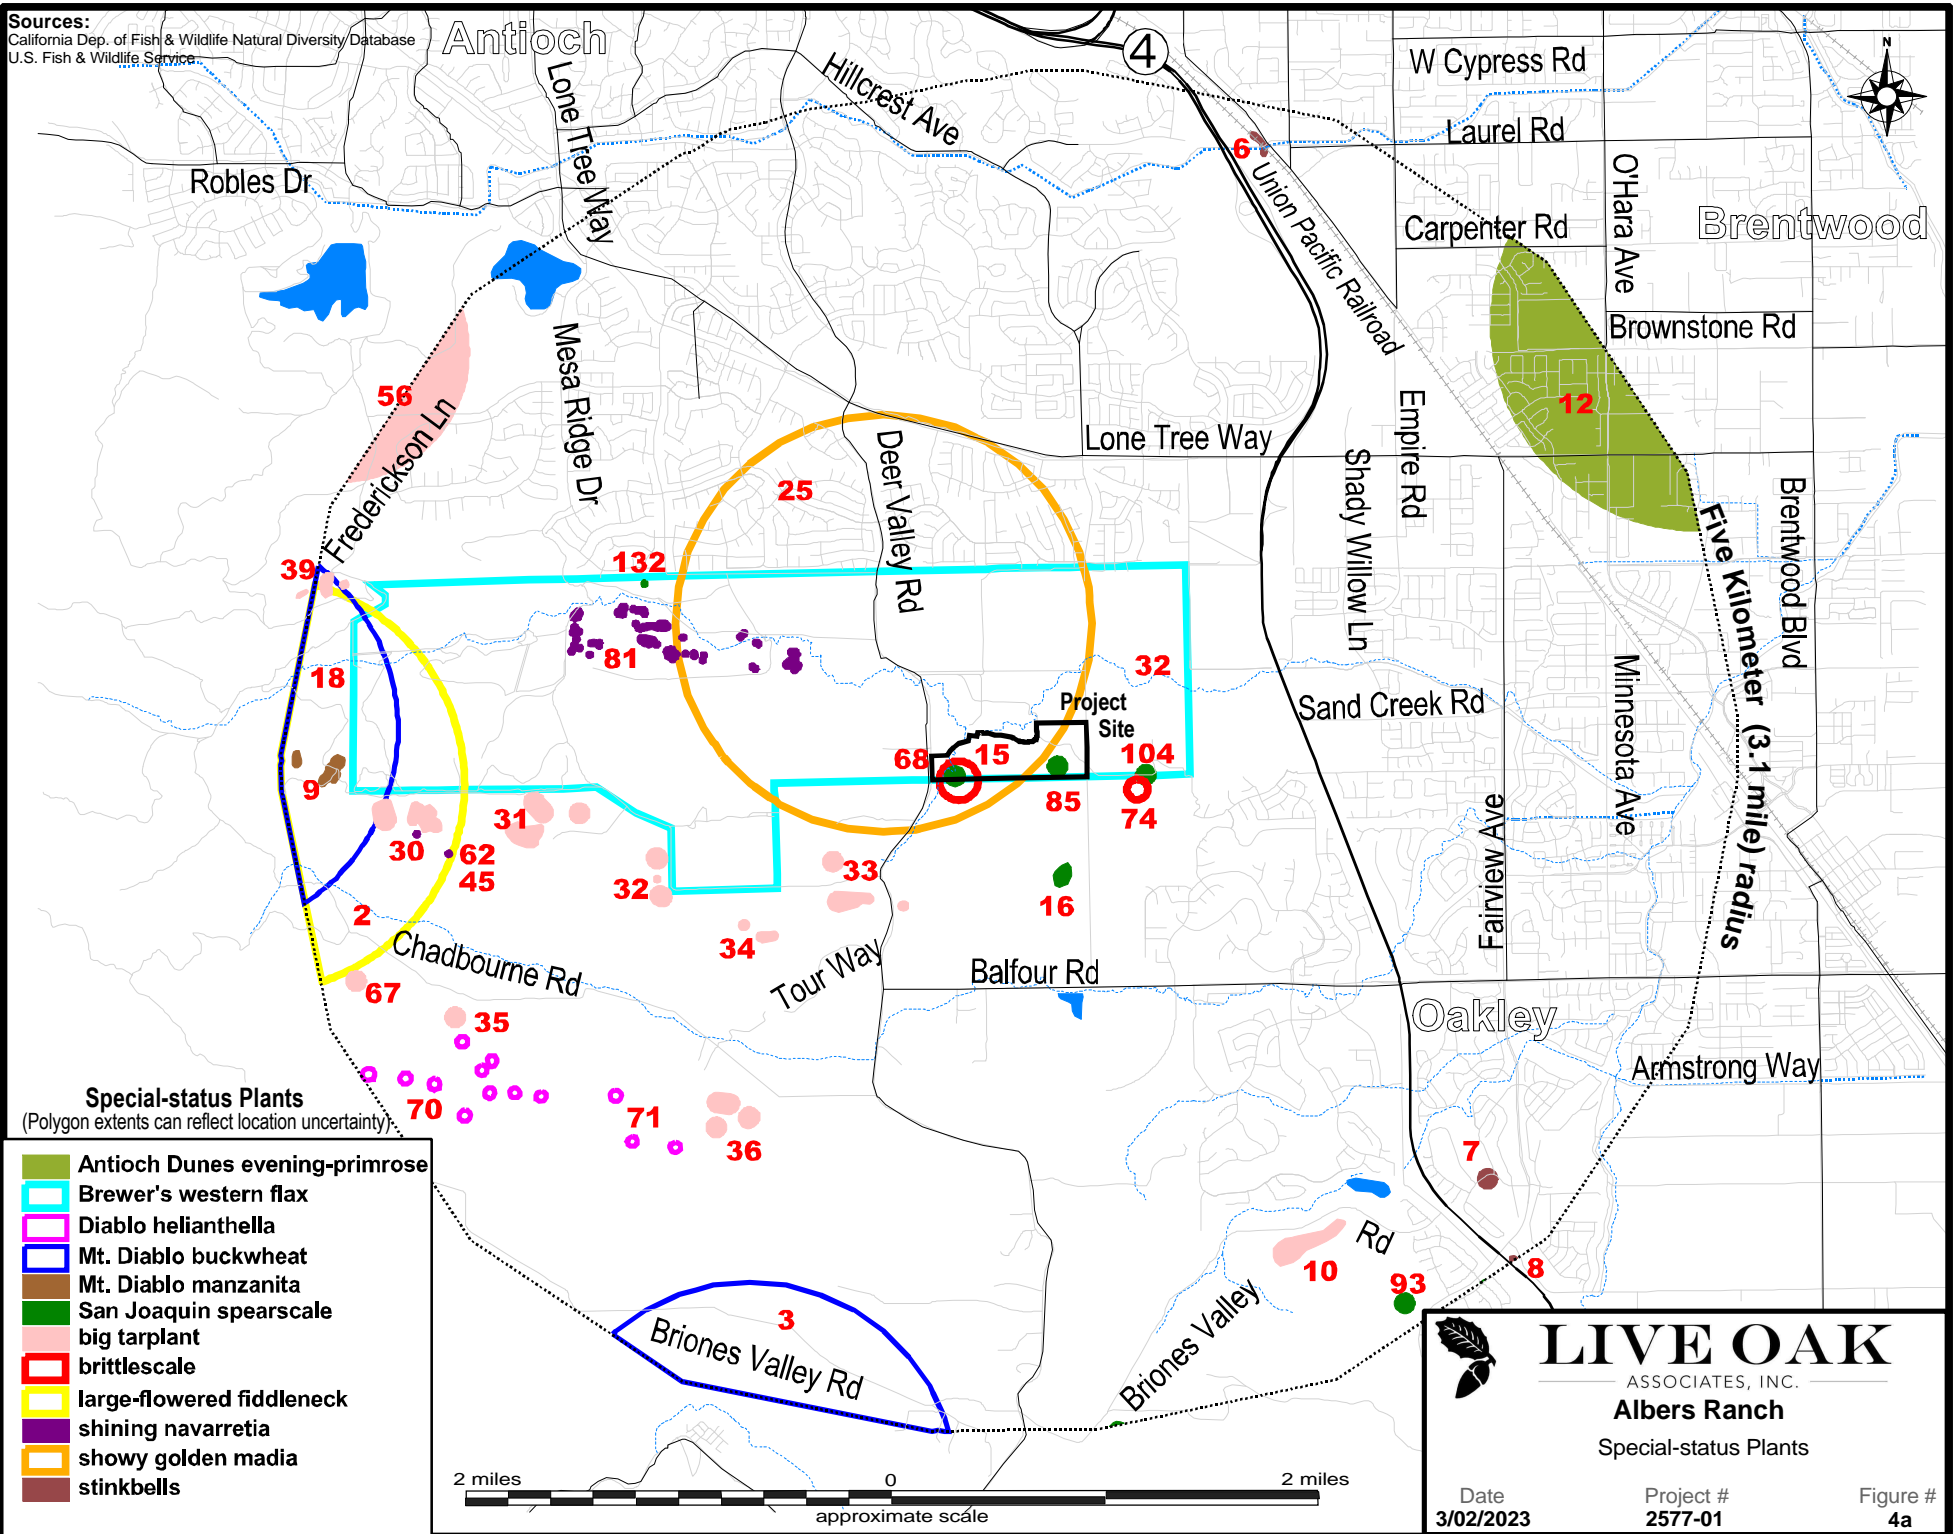 Sources:
California Dep. of Fish & Wildlife Natural Diversity Database
U.S. Fish & Wildlife Service
Antioch
4
W Cypress Rd
N
Lone Tree Way
Hillcrest Ave
Laurel Rd
6
Robles Dr
Union Pacific Railroad
O'Hara Ave
Carpenter Rd
Brentwood
Brownstone Rd
56
Frederickson Ln
Mesa Ridge Dr
12
Empire Rd
Lone Tree Way
Deer Valley Rd
25
Shady Willow Ln
Brentwood Blvd
Five Kilometer (3.1 mile) radius
39
132
81
18
32
Minnesota Ave
Project
Site
Sand Creek Rd
68
15
104
9
85
74
31
30
62
45
33
32
16
Fairview Ave
2
34
Chadbourne Rd
Tour Way
Balfour Rd
67
35
Oakley
Armstrong Way
70
71
36
7
Special-status Plants
(Polygon extents can reflect location uncertainty)
Antioch Dunes evening-primrose
Brewer's western flax
Diablo helianthella
Mt. Diablo buckwheat
Mt. Diablo manzanita
San Joaquin spearscale
big tarplant
brittlescale
large-flowered fiddleneck
shining navarretia
showy golden madia
stinkbells
Briones Valley Rd
10
93
8
3
Briones Valley Rd
2 miles
0
2 miles
approximate scale
LIVE OAK
ASSOCIATES, INC.
Albers Ranch
Special-status Plants
Date
Project #
Figure #
3/02/2023
2577-01
4a